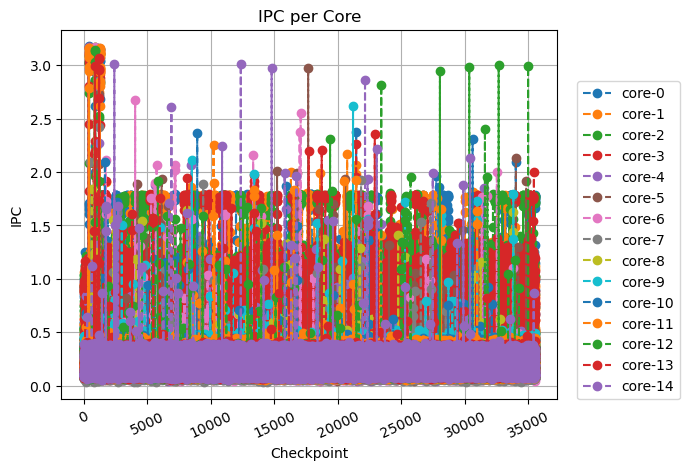 IPC per Core
IPC
3.0
2.5
2.0
1.5
1.0
0.5
0.0
0
5000
10000
15000
20000
25000
30000
35000
Checkpoint
core-0
core-1
core-2
core-3
core-4
core-5
core-6
core-7
core-8
core-9
core-10
core-11
core-12
core-13
core-14